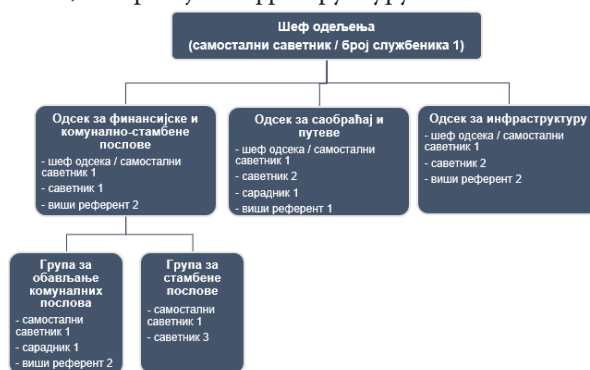 Шеф одељења
(самостални саветник / број службеника 1)
Одсек за финансијске и
комунално-стамбене
послове
- шеф одсека / самостални
саветник 1
- саветник 1
- виши референт 2
Одсек за саобраћај и
путеве
- шеф одсека / самостални
саветник 1
- саветник 2
- сарадник 1
- виши референт 1
Одсек за инфраструктуру
- шеф одсека / самостални
саветник 1
- саветник 2
- виши референт 2
Група за
обављање
комуналних
послова
- самостални
саветник 1
- сарадник 1
- виши референт 2
Група за
стамбене
послове
- самостални
саветник 1
- саветник 3